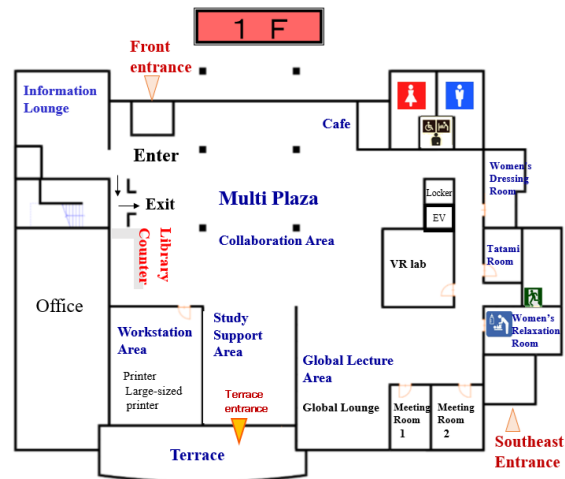 1 F
Front
entrance
Information
Lounge
Cafe
Enter
Women's
Dressing
Room
Multi Plaza
Locker
Exit
EV
Collaboration Area
Library
Counter
VR lab
Tatami
Room
Office
Workstation
Area
Study
Support
Area
Women's
Relaxation
Room
Global Lecture
Area
Printer
Large-sized
printer
Terrace
entrance
Global Lounge
Meeting
Room
1
Meeting
Room
2
Terrace
Southeast
Entrance